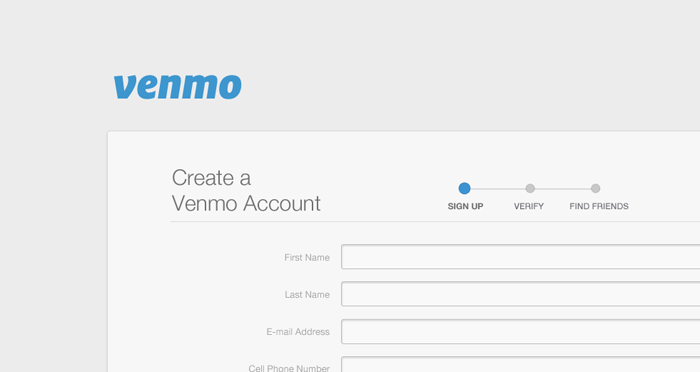 venmo
Create a
Venmo Account
SIGN UP VERIFY FIND FRIENDS
First Name
Last Name
E-mail Address
Cell Phone Number